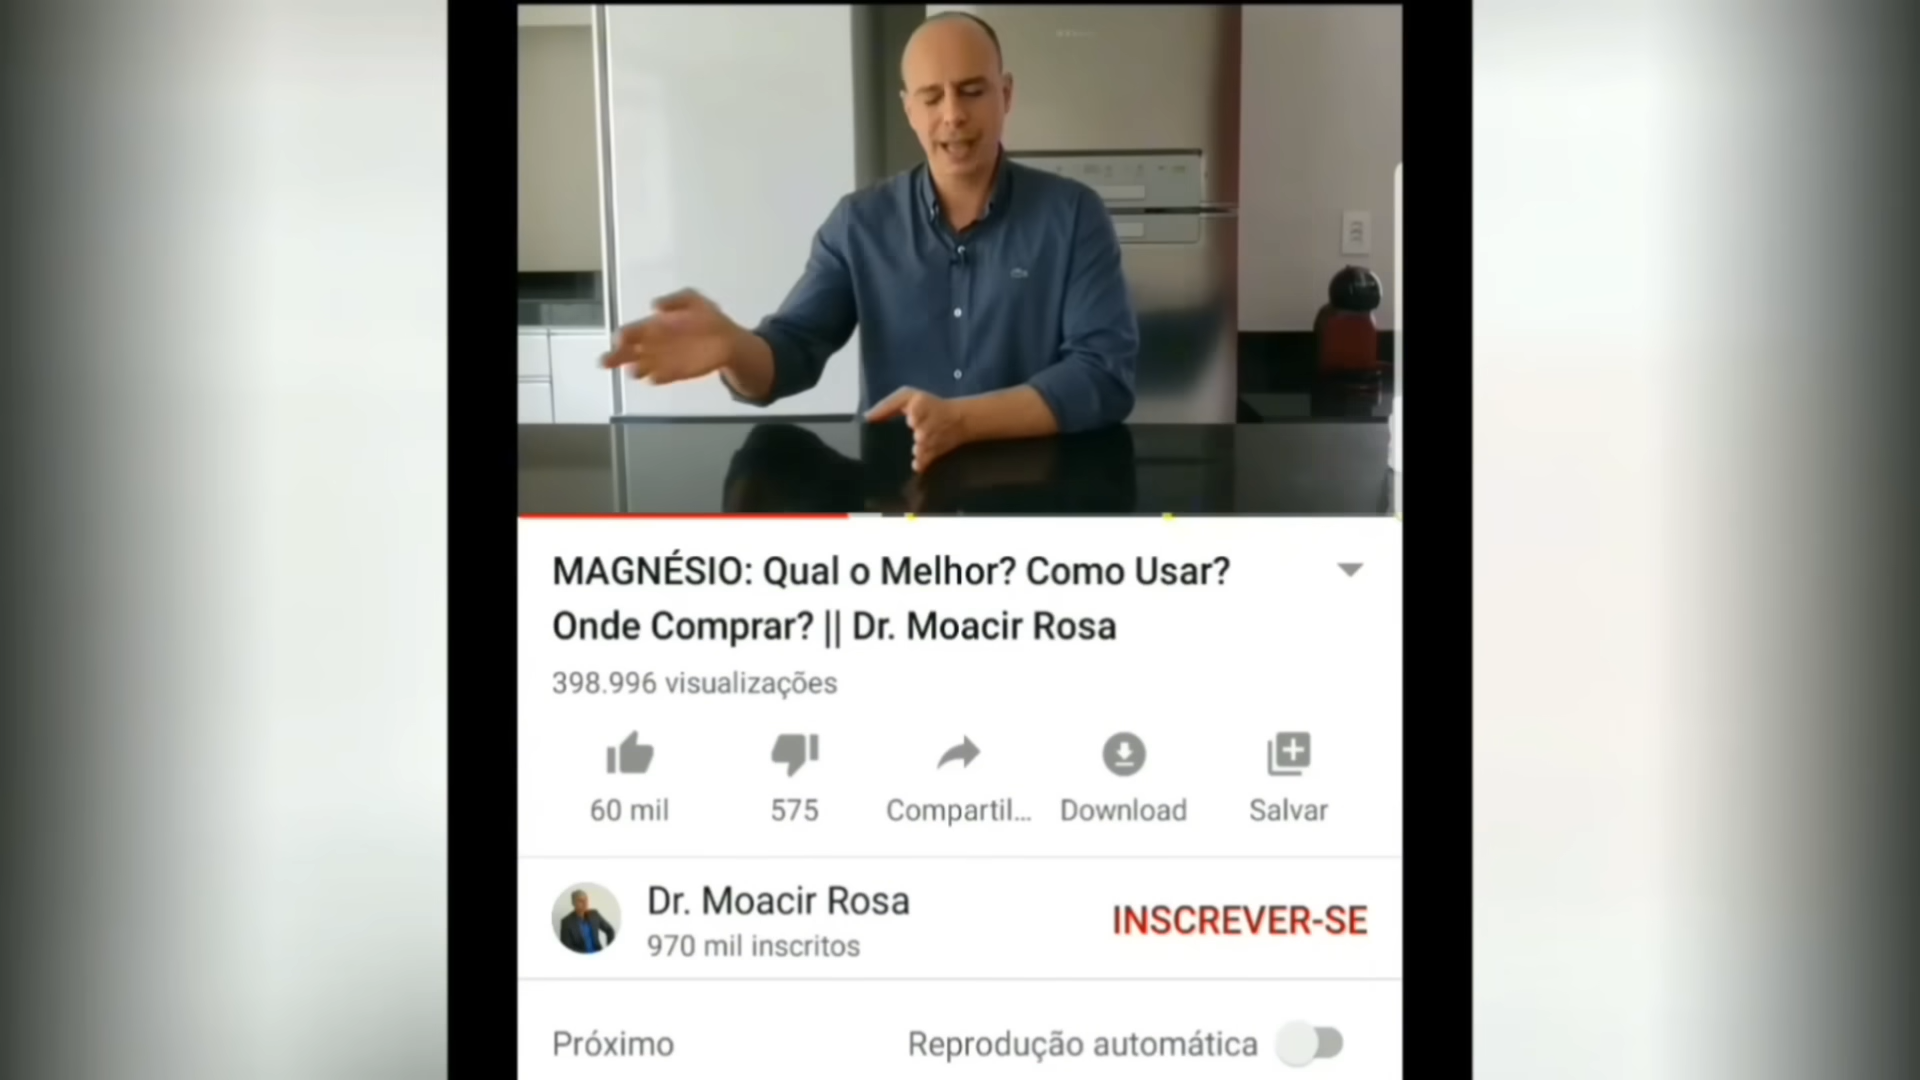 MAGNÉSIO: Qual o Melhor? Como Usar?
Onde Comprar? || Dr. Moacir Rosa
398.996 visualizações
60 mil
575
Compartil...
Download
Salvar
Dr. Moacir Rosa
970 mil inscritos
INSCREVER-SE
Próximo
Reprodução automática